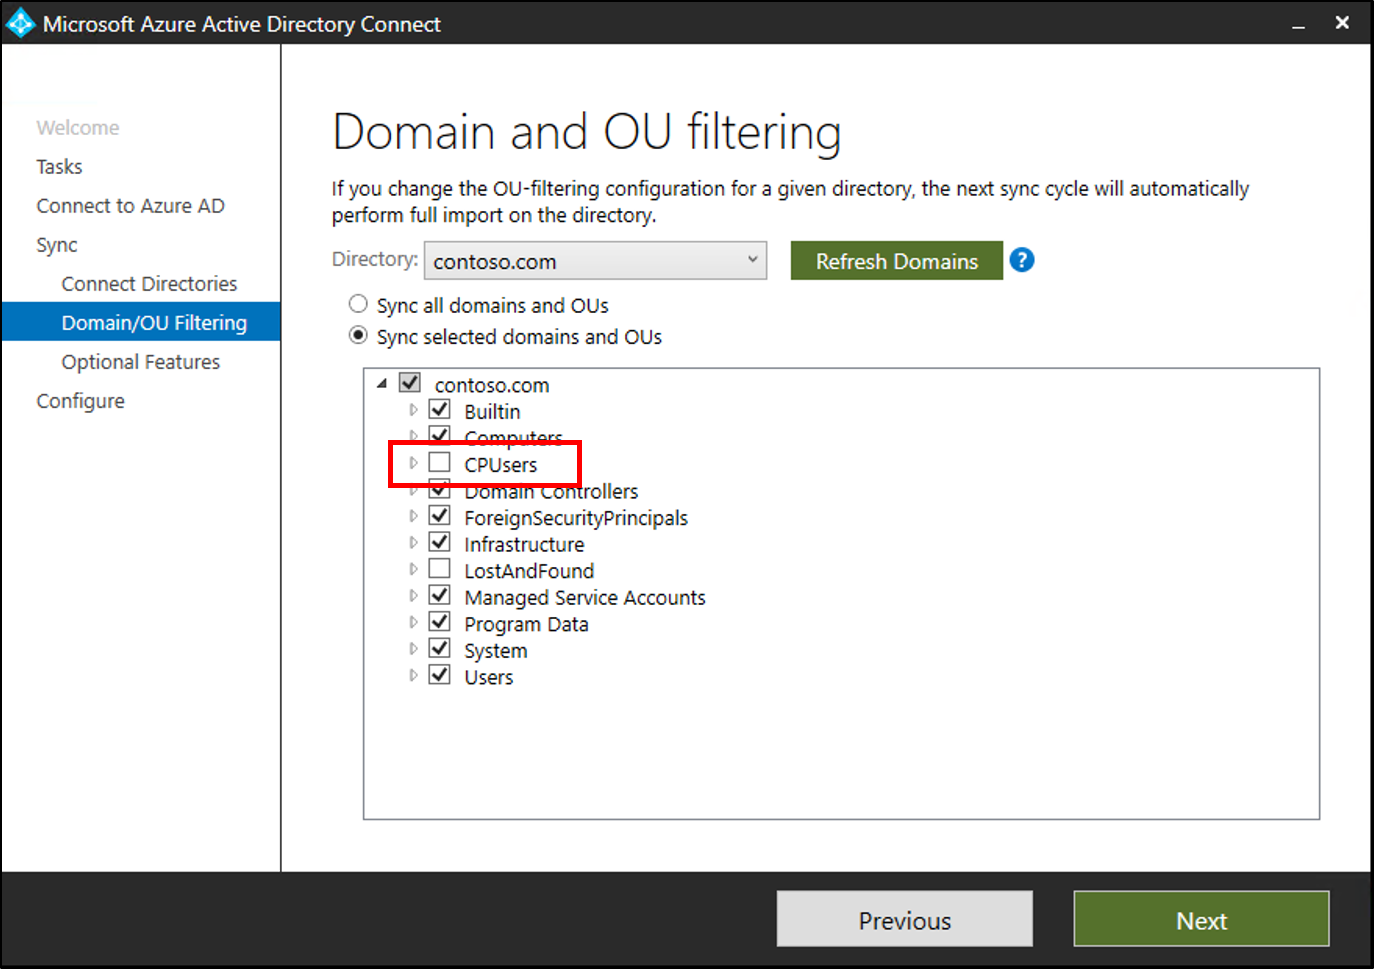 Microsoft Azure Active Directory Connect
Welcome
Tasks
Connect to Azure AD
Sync
Connect Directories
Domain/OU Filtering
Optional Features
Configure
Domain and OU filtering
If you change the OU-filtering configuration for a given directory, the next sync cycle will automatically
perform full import on the directory.
Directory: contoso.com Refresh Domains ?
Sync all domains and OUs
Sync selected domains and OUs
contoso.com
Builtin
Computers
CPUsers
Domain Controllers
ForeignSecurityPrincipals
Infrastructure
LostAndFound
Managed Service Accounts
Program Data
System
Users
Previous Next